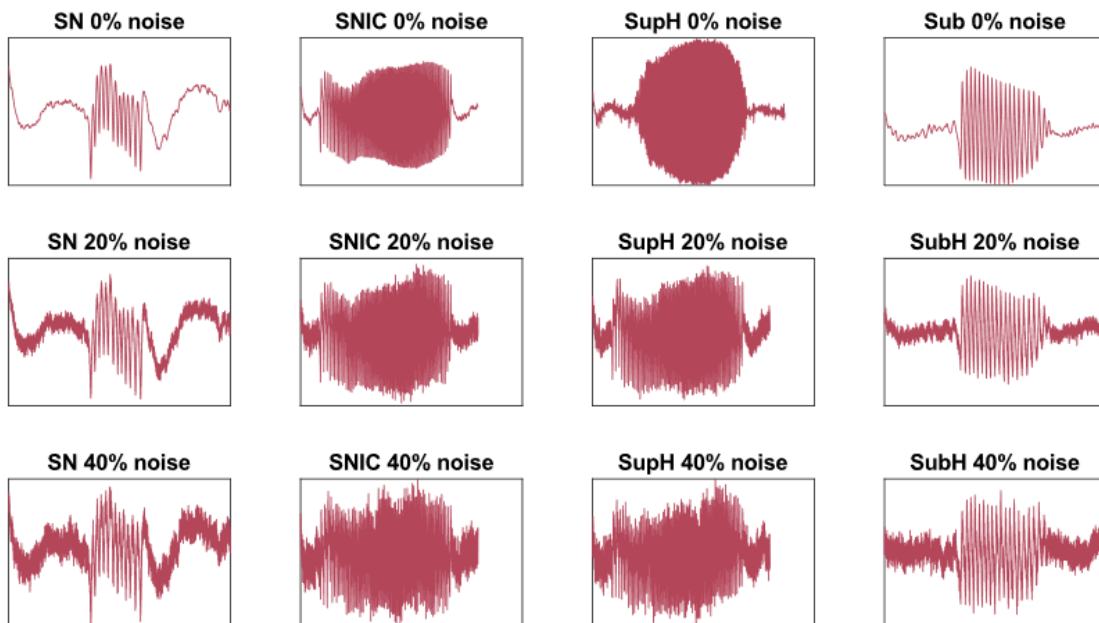 SN 0% noise
SNIC 0% noise
SupH 0% noise
Sub 0% noise
SN 20% noise
SNIC 20% noise
SupH 20% noise
SubH 20% noise
SN 40% noise
SNIC 40% noise
SupH 40% noise
SubH 40% noise